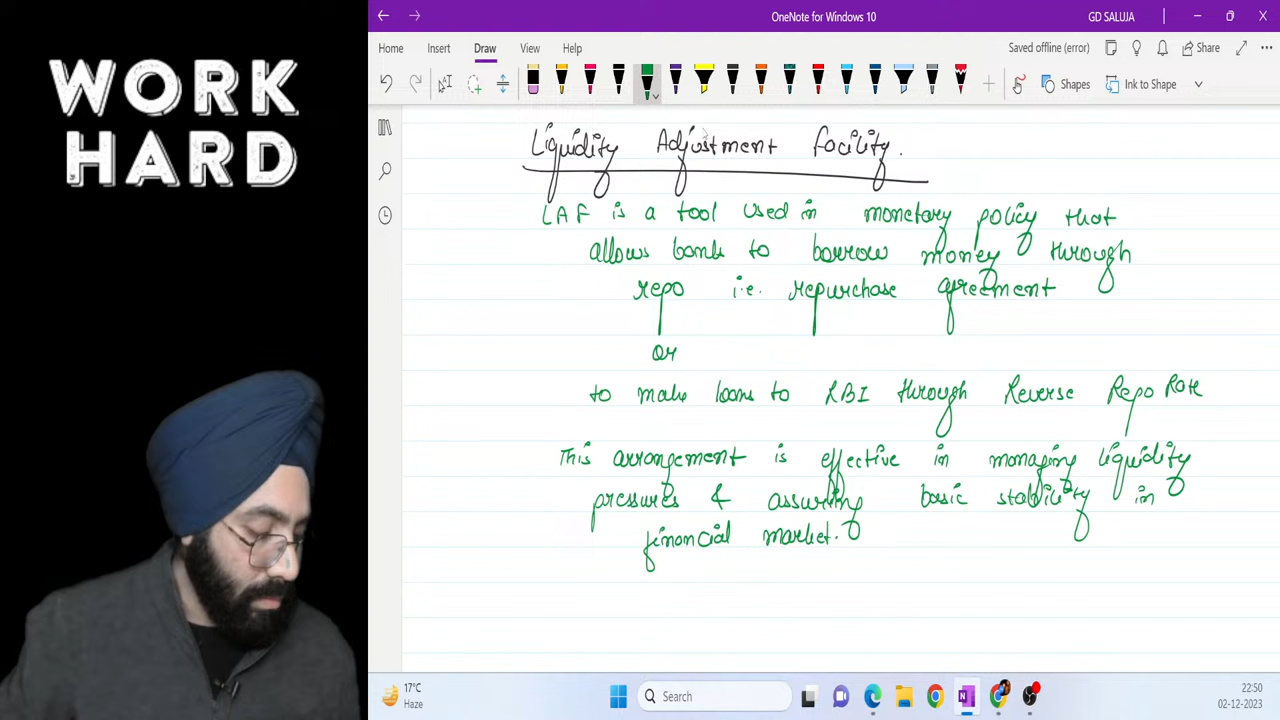 WORK
HARD
OneNote for Windows 10
GD SALUJA
Home Insert Draw View Help
Saved offline (error)
Share
Shapes
Ink to Shape
Liquidity Adjustment Facility.
LAF is a tool used in monetary policy that
allows banks to borrow money through
repo i.e. repurchase agreement
or
to make loans to RBI through Reverse Repo Rate
This arrangement is effective in managing liquidity
pressures & assuring basic stability in
financial market.
17°C
Haze
Search
22:50
02-12-2023